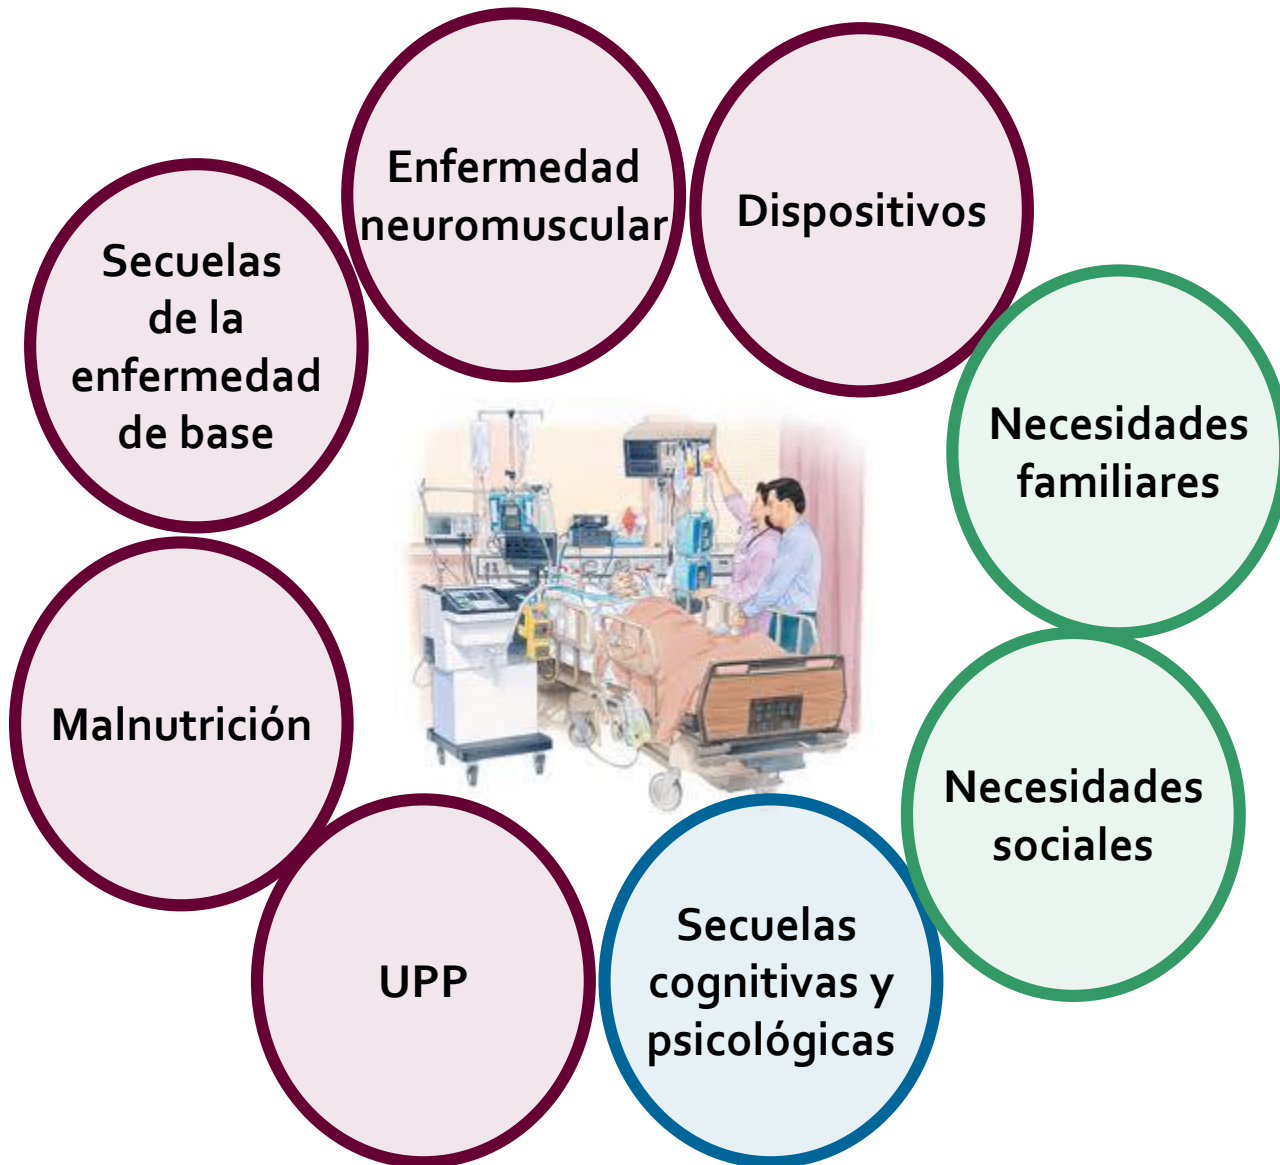 Enfermedad
neuromuscular
Dispositivos
Secuelas
de la
enfermedad
de base
Necesidades
familiares
Malnutrición
Necesidades
sociales
UPP
Secuelas
cognitivas y
psicológicas